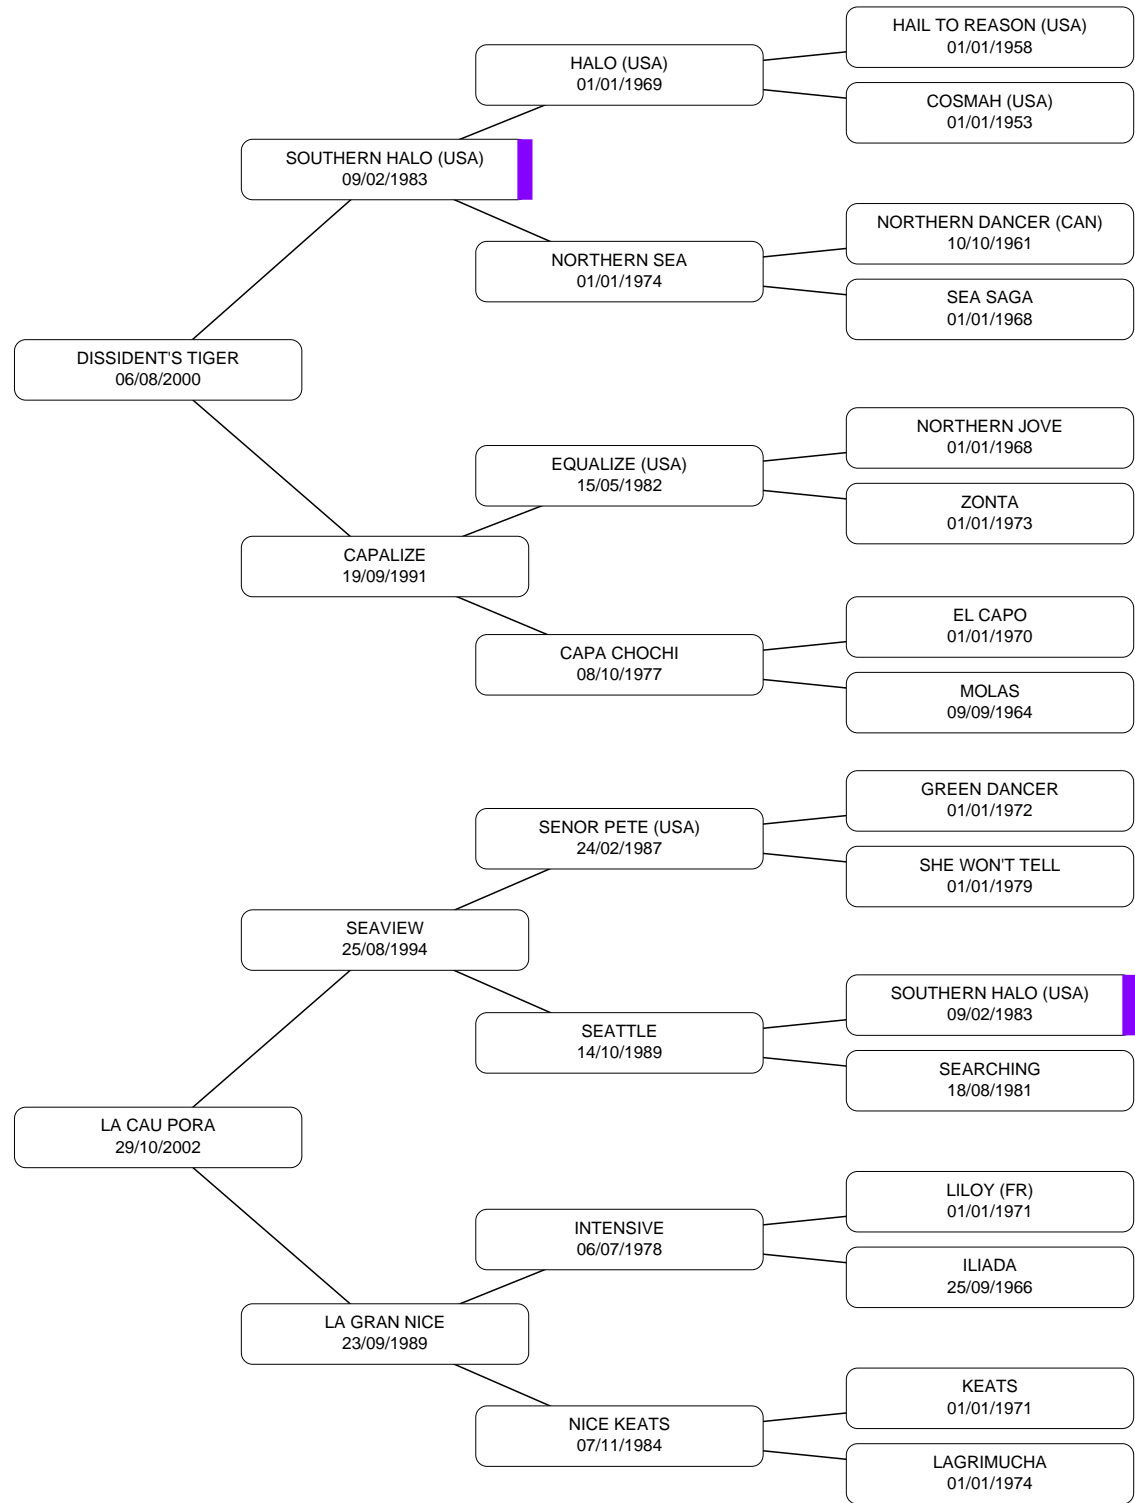 HAIL TO REASON (USA)
01/01/1958
HALO (USA)
01/01/1969
COSMAH (USA)
01/01/1953
SOUTHERN HALO (USA)
09/02/1983
NORTHERN DANCER (CAN)
10/10/1961
NORTHERN SEA
01/01/1974
SEA SAGA
01/01/1968
DISSIDENT'S TIGER
06/08/2000
NORTHERN JOVE
01/01/1968
EQUALIZE (USA)
15/05/1982
ZONTA
01/01/1973
CAPALIZE
19/09/1991
EL CAPO
01/01/1970
CAPA CHOCHI
08/10/1977
MOLAS
09/09/1964
GREEN DANCER
01/01/1972
SENOR PETE (USA)
24/02/1987
SHE WON'T TELL
01/01/1979
SEAVIEW
25/08/1994
SOUTHERN HALO (USA)
09/02/1983
SEATTLE
14/10/1989
SEARCHING
18/08/1981
LA CAU PORA
29/10/2002
LILOY (FR)
01/01/1971
INTENSIVE
06/07/1978
ILIADA
25/09/1966
LA GRAN NICE
23/09/1989
KEATS
01/01/1971
NICE KEATS
07/11/1984
LAGRIMUCHA
01/01/1974